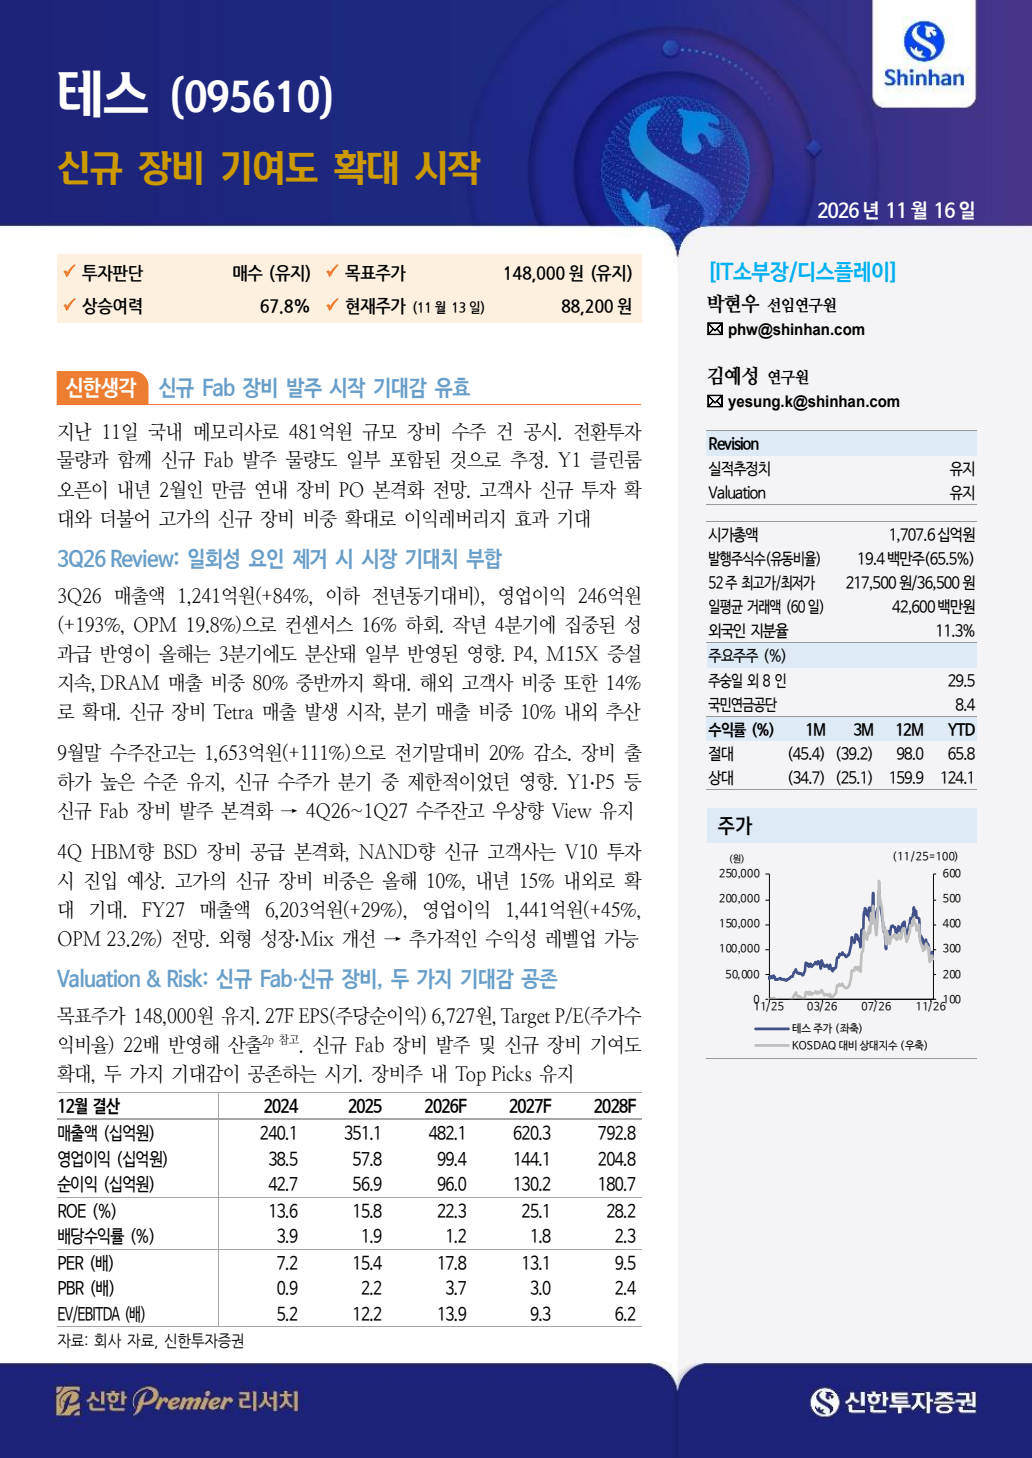 Shinhan
테스 (095610)
신규 장비 기여도 확대 시작
2026년 11월 16일
✓ 투자판단 매수 (유지) ✓ 목표주가 148,000원 (유지)
✓ 상승여력 67.8% ✓ 현재주가 (11월 13일) 88,200원
신한생각 신규 Fab 장비 발주 시작 기대감 유효
지난 11일 국내 메모리사로 481억원 규모 장비 수주 건 공시. 전환투자
물량과 함께 신규 Fab 발주 물량도 일부 포함된 것으로 추정. Y1 클린룸
오픈이 내년 2월인 만큼 연내 장비 PO 본격화 전망. 고객사 신규 투자 확
대와 더불어 고가의 신규 장비 비중 확대로 이익레버리지 효과 기대
3Q26 Review: 일회성 요인 제거 시 시장 기대치 부합
3Q26 매출액 1,241억원(+84%, 이하 전년동기대비), 영업이익 246억원
(+193%, OPM 19.8%)으로 컨센서스 16% 하회. 작년 4분기에 집중된 성
과급 반영이 올해는 3분기에도 분산돼 일부 반영된 영향. P4, M15X 증설
지속, DRAM 매출 비중 80% 중반까지 확대. 해외 고객사 비중 또한 14%
로 확대. 신규 장비 Tetra 매출 발생 시작, 분기 매출 비중 10% 내외 추산
9월말 수주잔고는 1,653억원(+111%)으로 전기말대비 20% 감소. 장비 출
하가 높은 수준 유지, 신규 수주가 분기 중 제한적이었던 영향. Y1·P5 등
신규 Fab 장비 발주 본격화 → 4Q26~1Q27 수주잔고 우상향 View 유지
4Q HBM향 BSD 장비 공급 본격화, NAND향 신규 고객사는 V10 투자
시 진입 예상. 고가의 신규 장비 비중은 올해 10%, 내년 15% 내외로 확
대 기대. FY27 매출액 6,203억원(+29%), 영업이익 1,441억원(+45%,
OPM 23.2%) 전망. 외형 성장·Mix 개선 → 추가적인 수익성 레벨업 가능
Valuation & Risk: 신규 Fab·신규 장비, 두 가지 기대감 공존
목표주가 148,000원 유지. 27F EPS(주당순이익) 6,727원, Target P/E(주가수
익비율) 22배 반영해 산출2p 참고. 신규 Fab 장비 발주 및 신규 장비 기여도
확대, 두 가지 기대감이 공존하는 시기. 장비주 내 Top Picks 유지
12월 결산 2024 2025 2026F 2027F 2028F
매출액 (십억원) 240.1 351.1 482.1 620.3 792.8
영업이익 (십억원) 38.5 57.8 99.4 144.1 204.8
순이익 (십억원) 42.7 56.9 96.0 130.2 180.7
ROE (%) 13.6 15.8 22.3 25.1 28.2
배당수익률 (%) 3.9 1.9 1.2 1.8 2.3
PER (배) 7.2 15.4 17.8 13.1 9.5
PBR (배) 0.9 2.2 3.7 3.0 2.4
EV/EBITDA (배) 5.2 12.2 13.9 9.3 6.2
자료: 회사 자료, 신한투자증권
[IT소부장/디스플레이]
박현우 선임연구원
✉ phw@shinhan.com
김예성 연구원
✉ yesung.k@shinhan.com
Revision
실적추정치 유지
Valuation 유지
시가총액 1,707.6십억원
발행주식수(유동비율) 19.4백만주(65.5%)
52주 최고가/최저가 217,500원/36,500원
일평균 거래액 (60일) 42,600백만원
외국인 지분율 11.3%
주요주주 (%)
주숭일 외 8 인 29.5
국민연금공단 8.4
수익률 (%) 1M 3M 12M YTD
절대 (45.4) (39.2) 98.0 65.8
상대 (34.7) (25.1) 159.9 124.1
주가
(원) (11/25=100)
250,000 600
200,000 500
150,000 400
100,000 300
50,000 200
0 100
11/25 03/26 07/26 11/26
테스 주가 (좌축)
KOSDAQ 대비 상대지수 (우축)
신한 Premier 리서치
신한투자증권